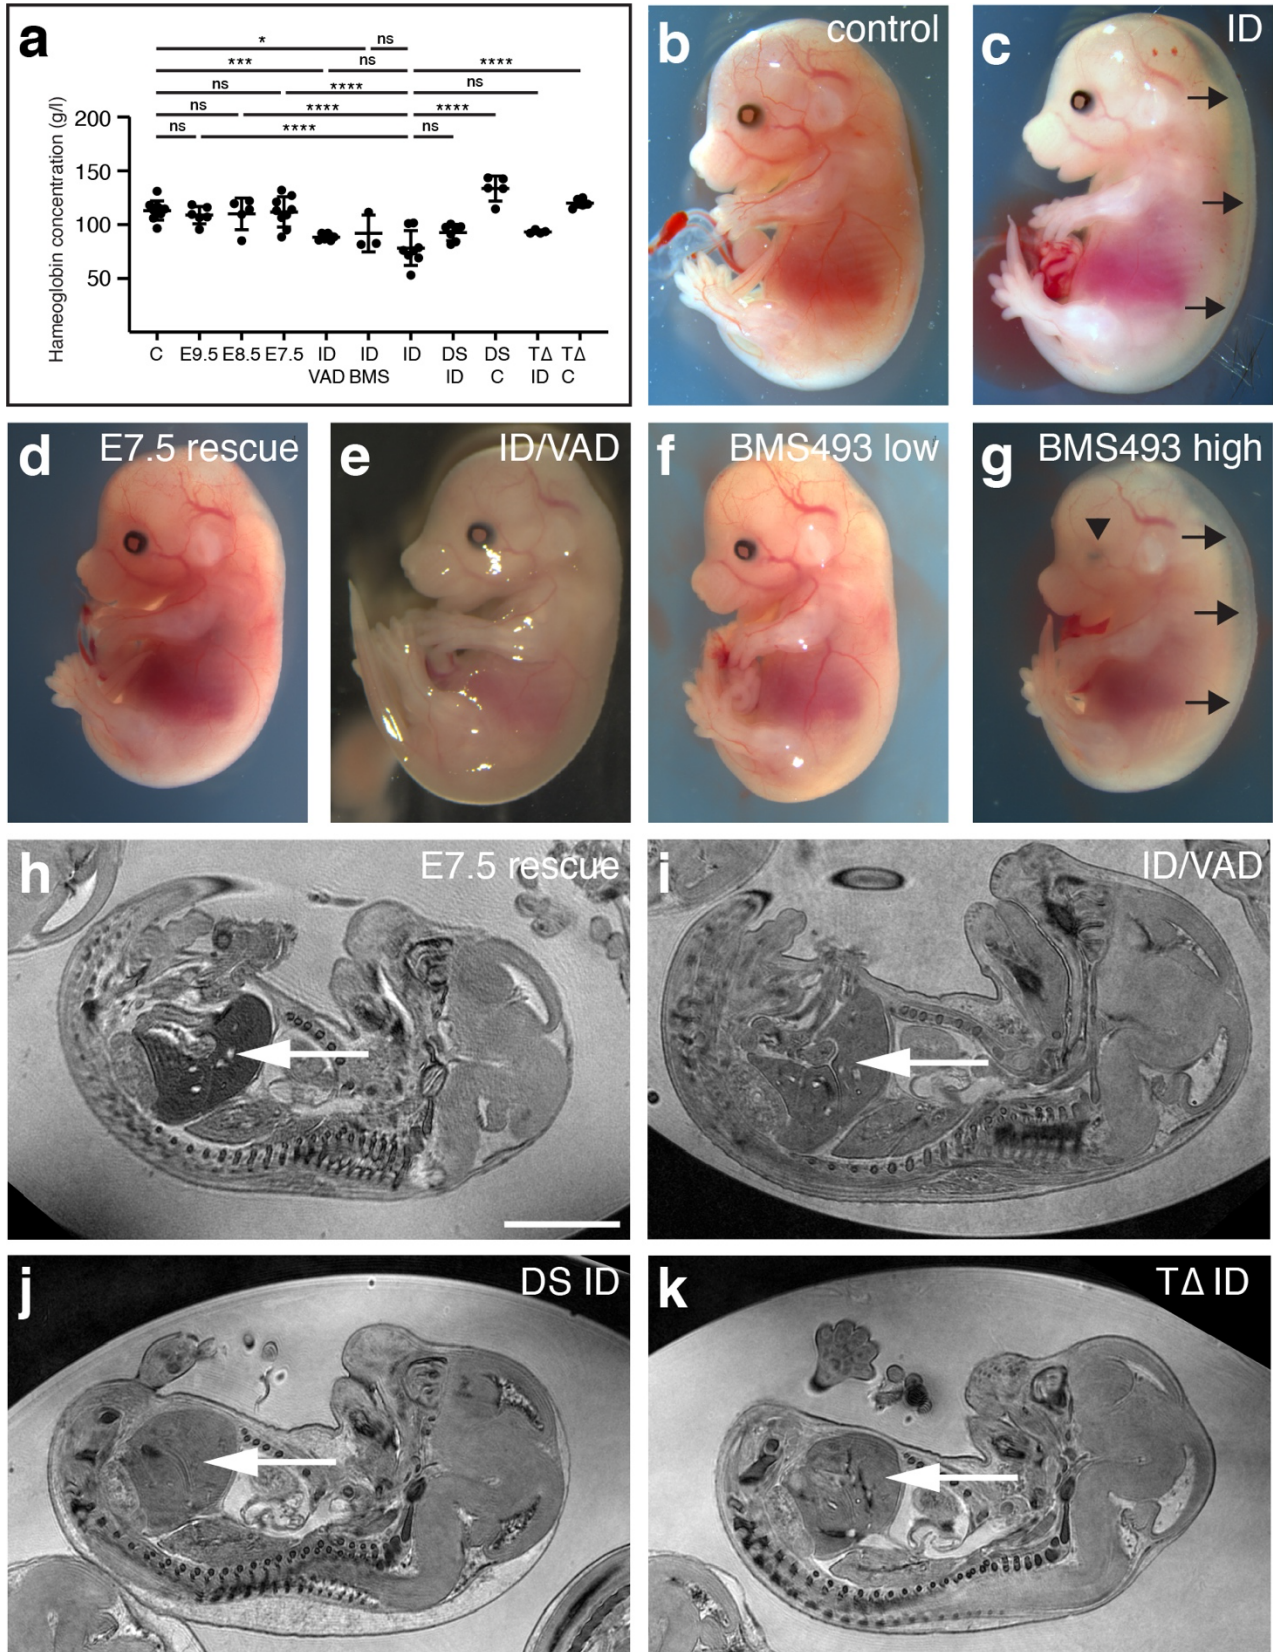 a
* ns
*** ns ****
ns **** ns
ns **** ****
ns **** ns
Hameoglobin concentration (g/l)
200
150
100
50
C E9.5 E8.5 E7.5 ID ID ID DS DS TΔ TΔ
VAD BMS ID C ID C
b control
c ID
d E7.5 rescue
e ID/VAD
f BMS493 low
g BMS493 high
h E7.5 rescue
i ID/VAD
j DS ID
k TΔ ID